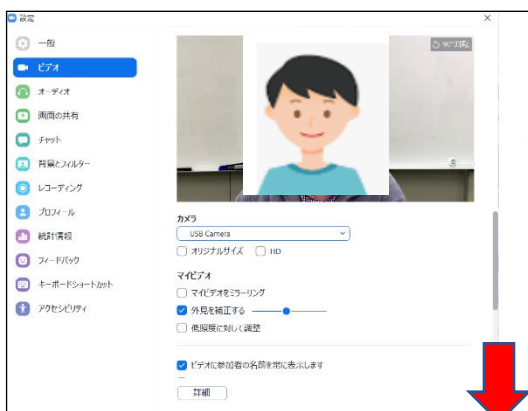 設定
一般
ビデオ
オーディオ
画面の共有
チャット
背景とフィルター
レコーディング
プロファイル
統計情報
フィードバック
キーボードショートカット
アクセシビリティ
90°回転
カメラ
USB Camera
オリジナルサイズ HD
マイビデオ
マイビデオをミラーリング
外見を補正する
低照度に対して調整
ビデオに参加者の名前を常に表示します
詳細